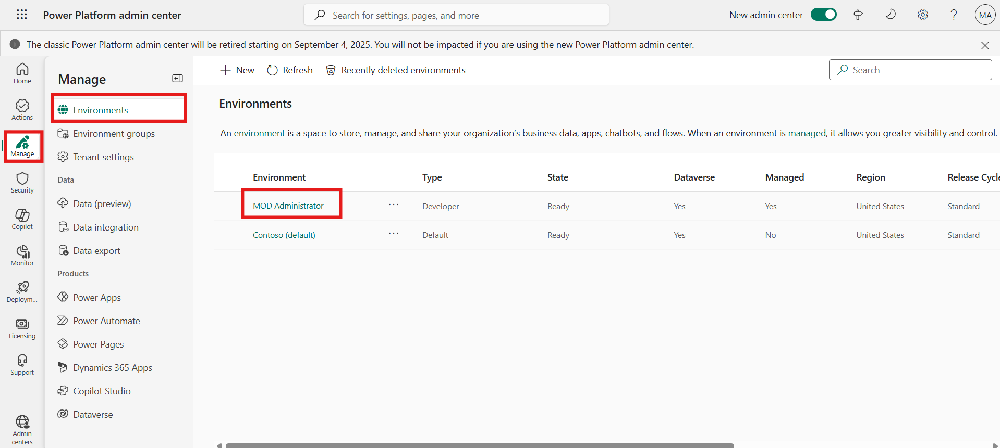 Power Platform admin center
Search for settings, pages, and more
New admin center
MA
The classic Power Platform admin center will be retired starting on September 4, 2025. You will not be impacted if you are using the new Power Platform admin center.
Home
Actions
Manage
Security
Copilot
Monitor
Deploym...
Licensing
Support
Admin
centers
Manage
Environments
Environment groups
Tenant settings
Data
Data (preview)
Data integration
Data export
Products
Power Apps
Power Automate
Power Pages
Dynamics 365 Apps
Copilot Studio
Dataverse
New Refresh Recently deleted environments
Search
Environments
An environment is a space to store, manage, and share your organization's business data, apps, chatbots, and flows. When an environment is managed, it allows you greater visibility and control.
Environment Type State Dataverse Managed Region Release Cycle
MOD Administrator ... Developer Ready Yes Yes United States Standard
Contoso (default) ... Default Ready Yes No United States Standard